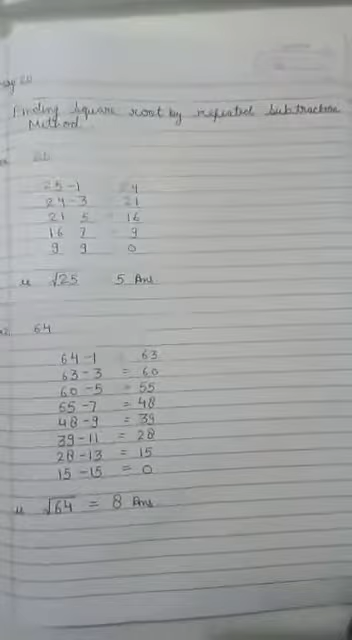 Finding Square root by repeated Subtraction
Method.
25
25 - 1 24
24 - 3 21
21 5 16
16 7 9
9 9 0
√25 5 Ans
64
64 - 1 63
63 - 3 = 60
60 - 5 = 55
55 - 7 = 48
48 - 9 = 39
39 - 11 = 28
28 - 13 = 15
15 - 15 = 0
√64 = 8 Ans